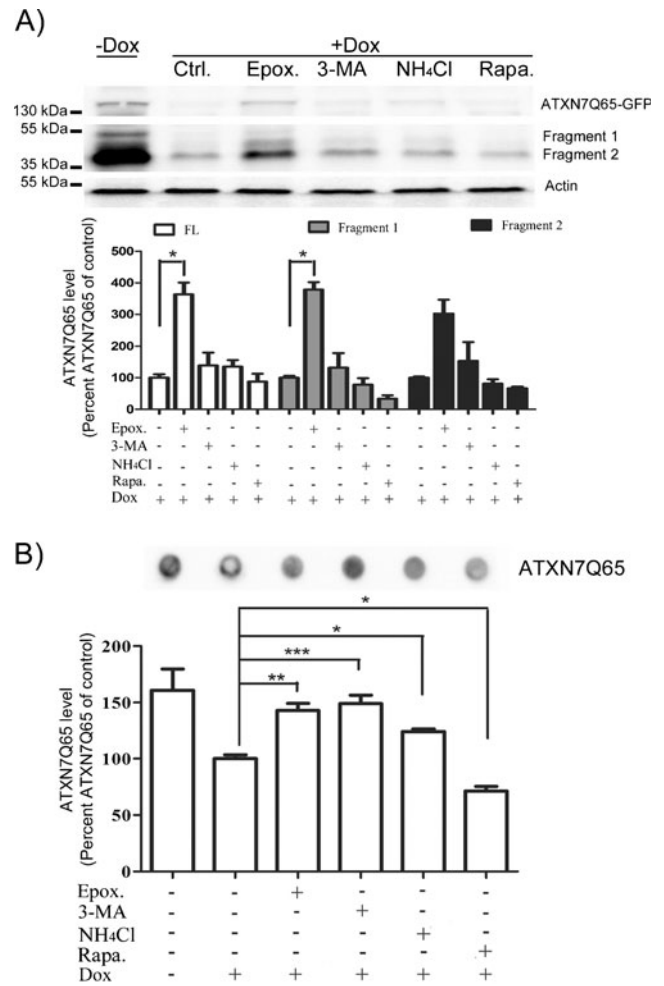 A)
-Dox
+Dox
Ctrl. Epox. 3-MA NH₄Cl Rapa.
130 kDa
ATXN7Q65-GFP
55 kDa
Fragment 1
35 kDa
Fragment 2
55 kDa
Actin
FL Fragment 1 Fragment 2
ATXN7Q65 level
(Percent ATXN7Q65 of control)
500
400
300
200
100
0
* *
Epox. - + - - - - + - - - - + - - -
3-MA - - + - - - - + - - - - + - -
NH₄Cl - - - + - - - - + - - - - + -
Rapa. - - - - + - - - - + - - - - +
Dox + + + + + + + + + + + + + + +
B)
ATXN7Q65
ATXN7Q65 level
(Percent ATXN7Q65 of control)
200
150
100
50
0
*
*
***
**
Epox. - - + - - -
3-MA - - - + - -
NH₄Cl - - - - + -
Rapa. - - - - - +
Dox - + + + + +